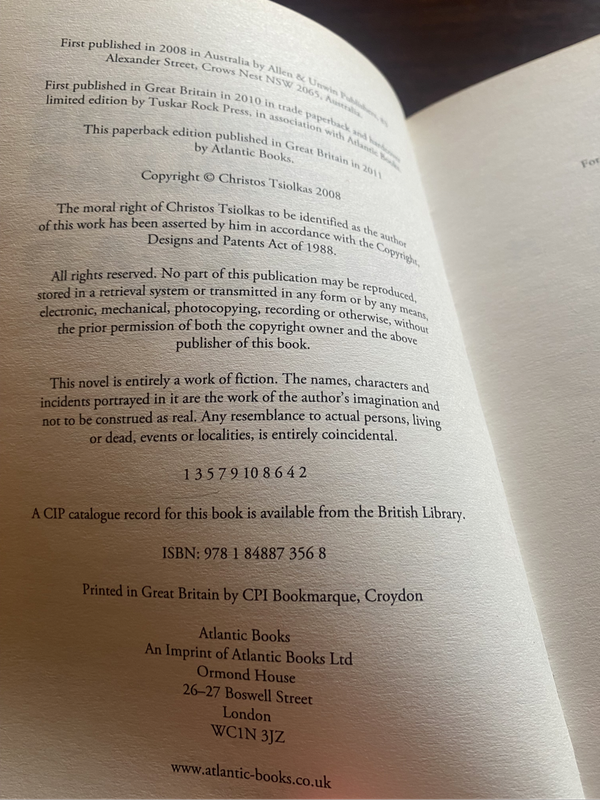 First published in 2008 in Australia by Allen & Unwin
Alexander Street, Crows Nest NSW 2065, Australia.
First published in Great Britain in 2010 in trade paperback and hardcover
limited edition by Tuskar Rock Press, in association with Atlantic Books.
This paperback edition published in Great Britain in 2011
by Atlantic Books.
Copyright © Christos Tsiolkas 2008
The moral right of Christos Tsiolkas to be identified as the author
of this work has been asserted by him in accordance with the Copyright,
Designs and Patents Act of 1988.
All rights reserved. No part of this publication may be reproduced,
stored in a retrieval system or transmitted in any form or by any means,
electronic, mechanical, photocopying, recording or otherwise, without
the prior permission of both the copyright owner and the above
publisher of this book.
This novel is entirely a work of fiction. The names, characters and
incidents portrayed in it are the work of the author's imagination and
not to be construed as real. Any resemblance to actual persons, living
or dead, events or localities, is entirely coincidental.
1 3 5 7 9 10 8 6 4 2
A CIP catalogue record for this book is available from the British Library.
ISBN: 978 1 84887 356 8
Printed in Great Britain by CPI Bookmarque, Croydon
Atlantic Books
An Imprint of Atlantic Books Ltd
Ormond House
26–27 Boswell Street
London
WC1N 3JZ
www.atlantic-books.co.uk
For